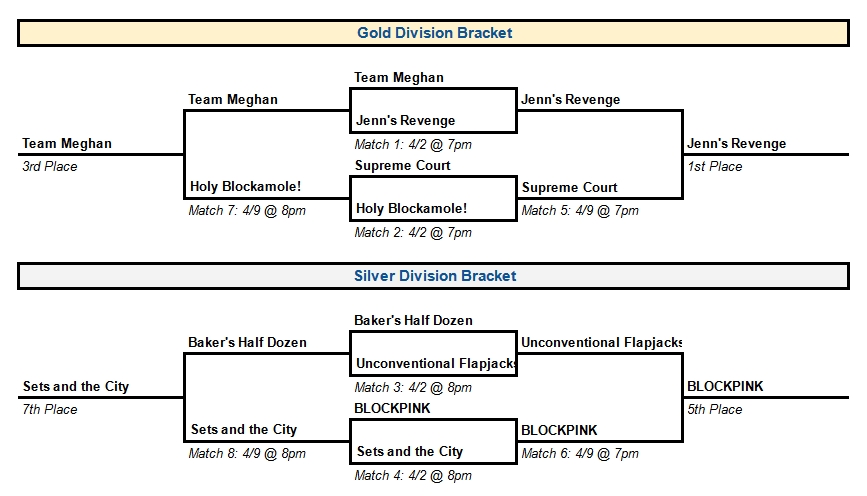 Gold Division Bracket
Team Meghan
Team Meghan
Jenn's Revenge
Jenn's Revenge
Match 1: 4/2 @ 7pm
Team Meghan
3rd Place
Jenn's Revenge
1st Place
Supreme Court
Holy Blockamole!
Supreme Court
Holy Blockamole!
Match 7: 4/9 @ 8pm
Match 5: 4/9 @ 7pm
Match 2: 4/2 @ 7pm
Silver Division Bracket
Baker's Half Dozen
Baker's Half Dozen
Unconventional Flapjacks
Unconventional Flapjacks
Match 3: 4/2 @ 8pm
Sets and the City
7th Place
BLOCKPINK
5th Place
BLOCKPINK
Sets and the City
BLOCKPINK
Sets and the City
Match 8: 4/9 @ 8pm
Match 6: 4/9 @ 7pm
Match 4: 4/2 @ 8pm